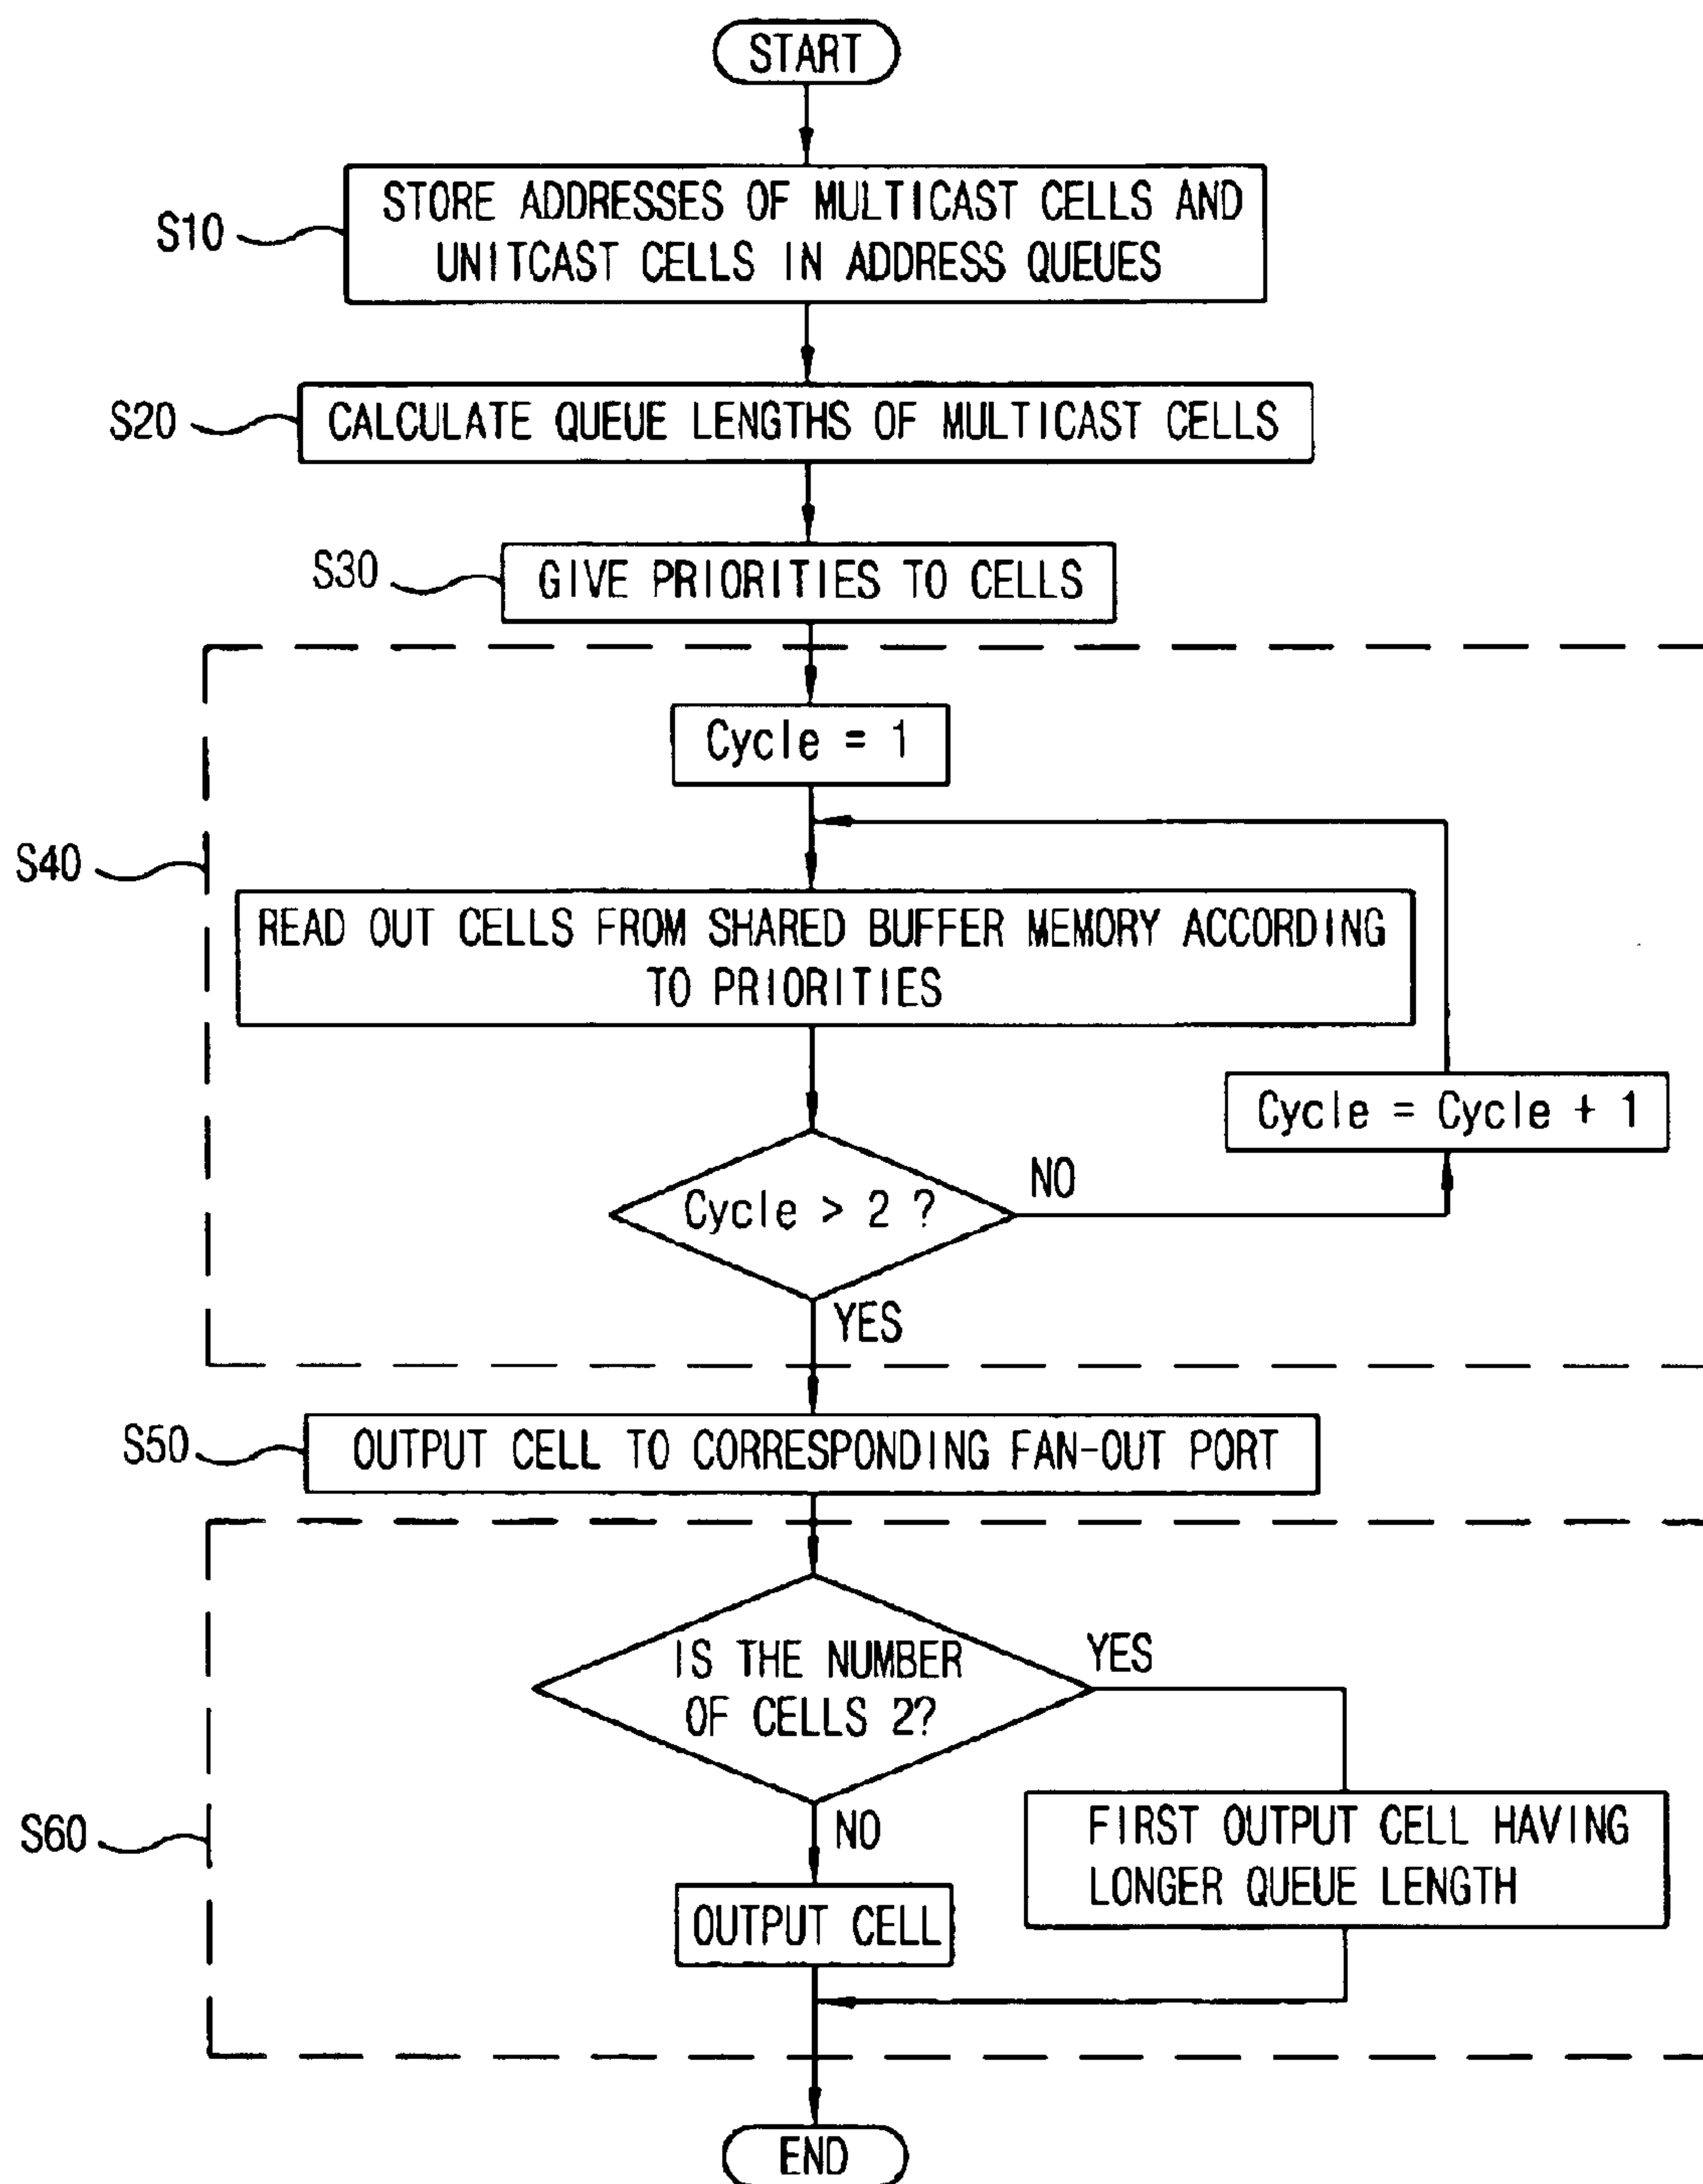 START
S10
STORE ADDRESSES OF MULTICAST CELLS AND
UNITCAST CELLS IN ADDRESS QUEUES
S20
CALCULATE QUEUE LENGTHS OF MULTICAST CELLS
S30
GIVE PRIORITIES TO CELLS
Cycle = 1
S40
READ OUT CELLS FROM SHARED BUFFER MEMORY ACCORDING
TO PRIORITIES
Cycle = Cycle + 1
Cycle > 2 ?
NO
YES
S50
OUTPUT CELL TO CORRESPONDING FAN-OUT PORT
IS THE NUMBER
OF CELLS 2?
YES
NO
S60
FIRST OUTPUT CELL HAVING
LONGER QUEUE LENGTH
OUTPUT CELL
END